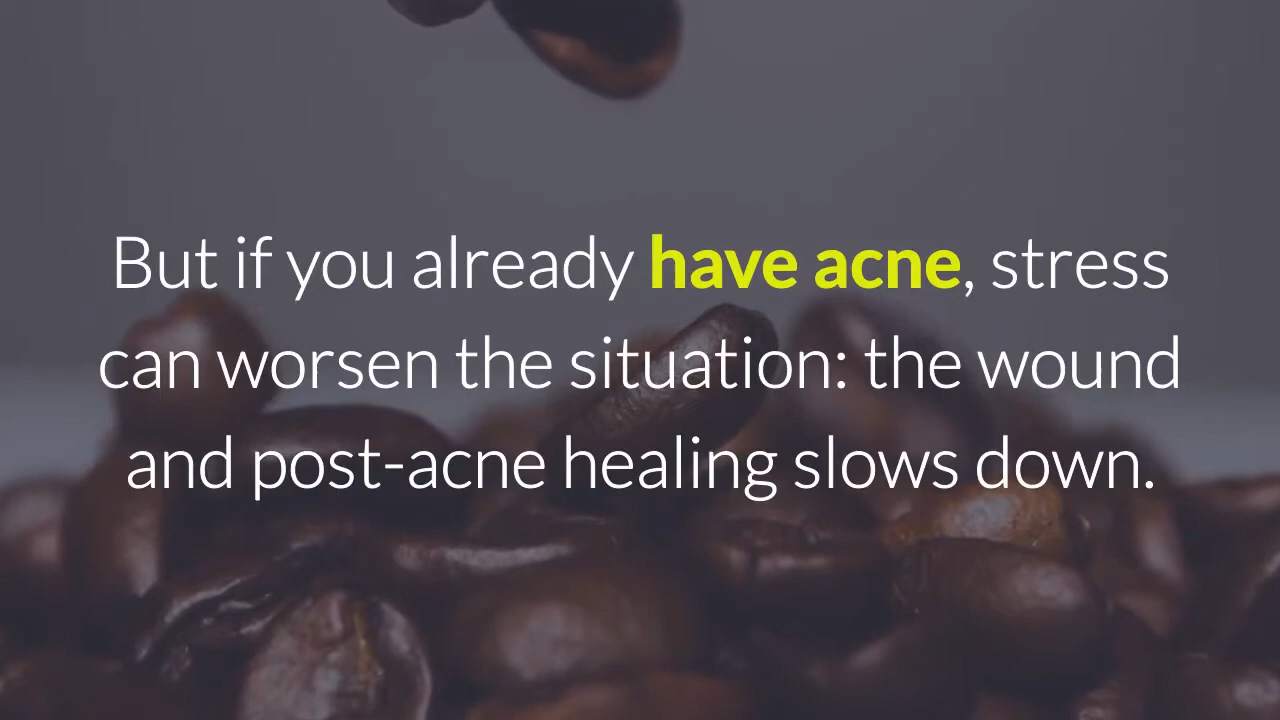 But if you already have acne, stress
can worsen the situation: the wound
and post-acne healing slows down.